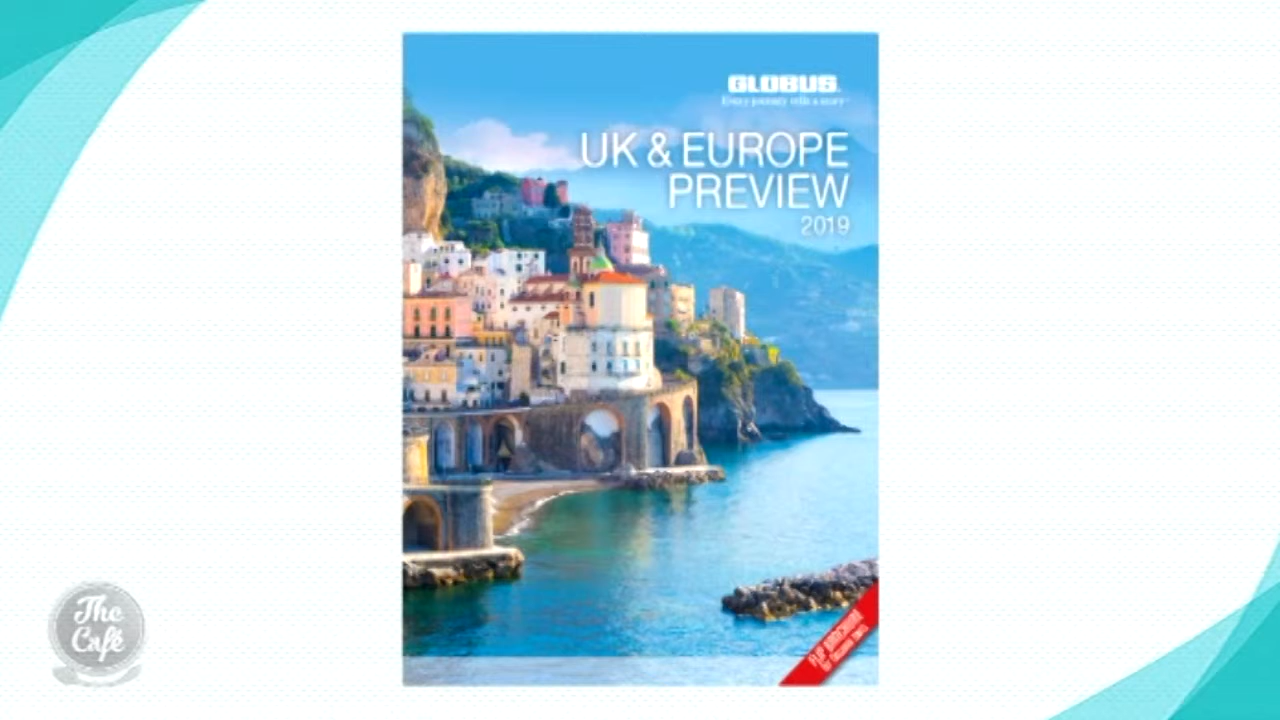 GLOBUS.
Every journey tells a story
UK & EUROPE
PREVIEW
2019
The
Café